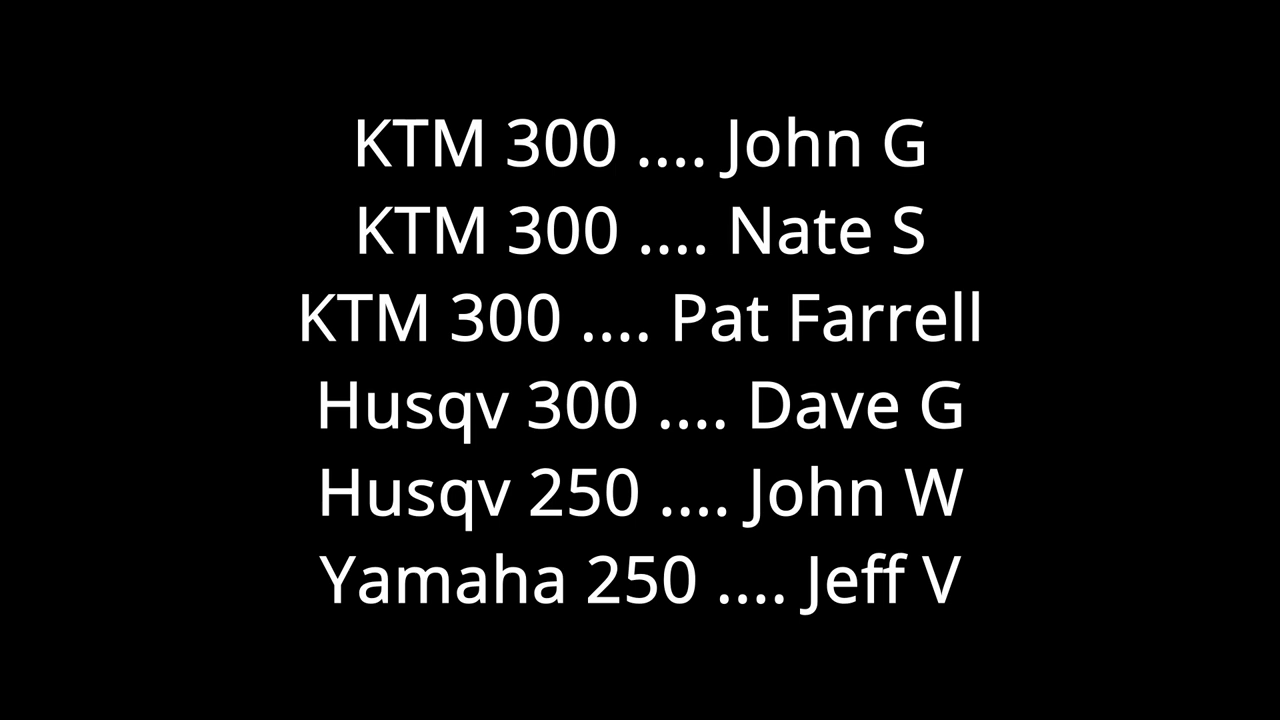 KTM 300 .... John G
KTM 300 .... Nate S
KTM 300 .... Pat Farrell
Husqv 300 .... Dave G
Husqv 250 .... John W
Yamaha 250 .... Jeff V